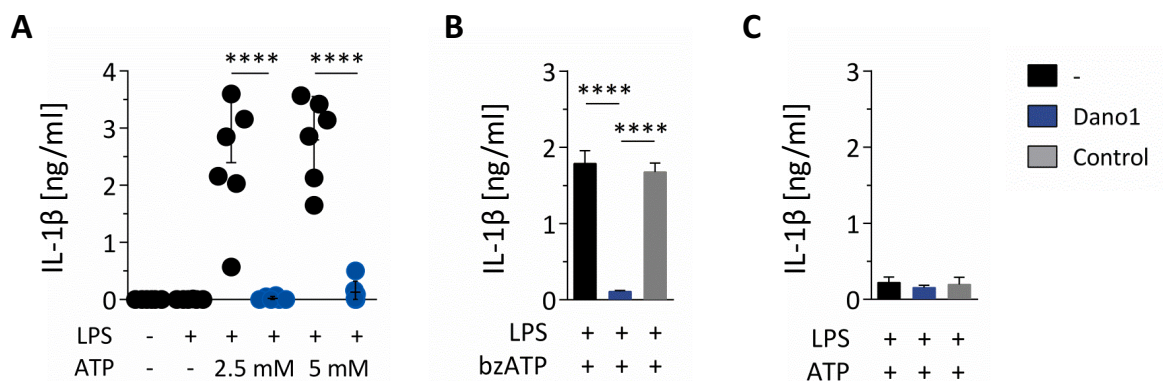 A
**** ****
IL-1β [ng/ml]
4
3
2
1
0
LPS - + + + + +
ATP - - 2.5 mM 5 mM
B
****
****
IL-1β [ng/ml]
3
2
1
0
LPS + + +
bzATP + + +
C
IL-1β [ng/ml]
3
2
1
0
LPS + + +
ATP + + +
-
Dano1
Control